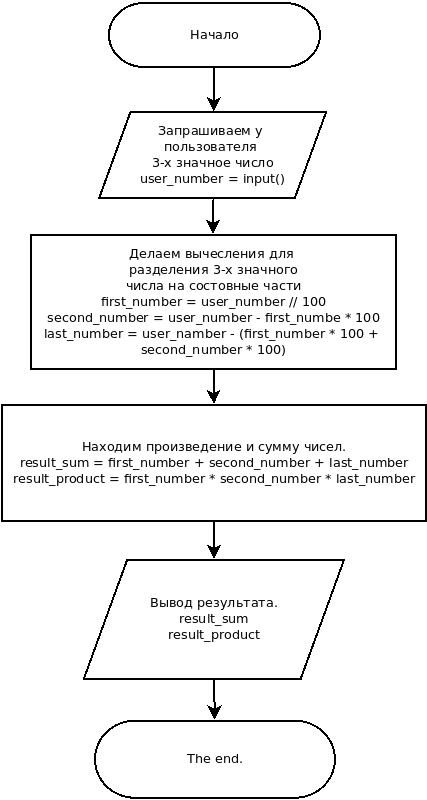 Начало
Запрашиваем у
пользователя
3-х значное число
user_number = input()
Делаем вычесления для
разделения 3-х значного
числа на состовные части
first_number = user_number // 100
second_number = user_number - first_numbe * 100
last_number = user_namber - (first_number * 100 +
second_number * 100)
Находим произведение и сумму чисел.
result_sum = first_number + second_number + last_number
result_product = first_number * second_number * last_number
Вывод результата.
result_sum
result_product
The end.